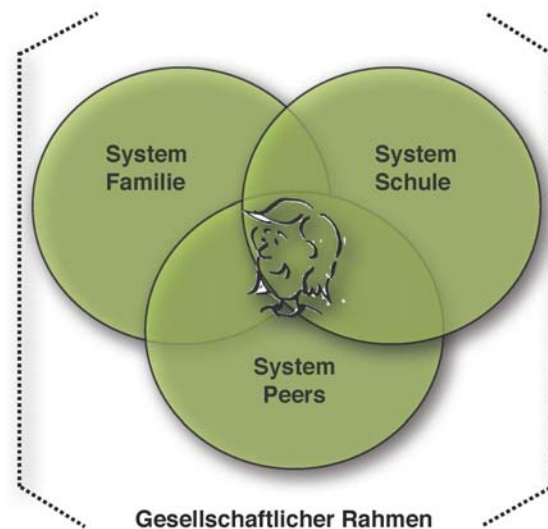 System
Familie
System
Schule
System
Peers
Gesellschaftlicher Rahmen